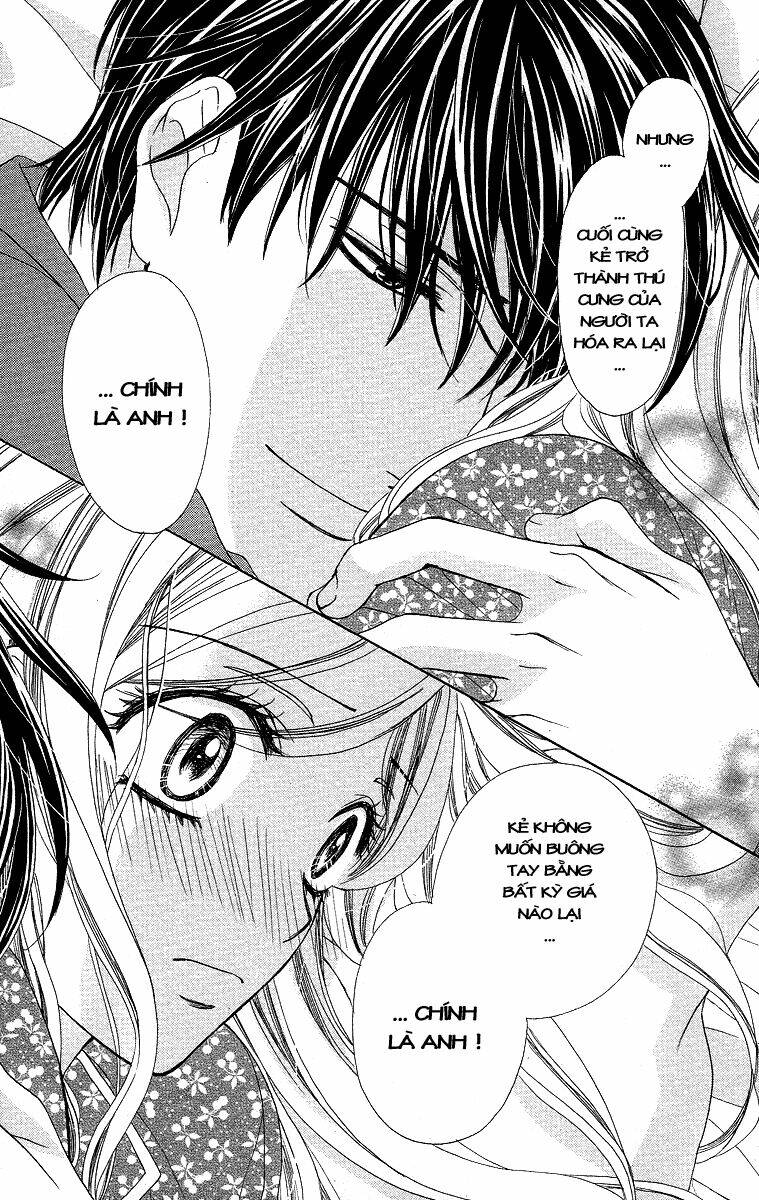 NHƯNG
...
...
CUỐI CÙNG
KẺ TRỞ
THÀNH THÚ
CƯNG CỦA
NGƯỜI TA
HÓA RA LẠI
...
... CHÍNH
LÀ ANH !
KẺ KHÔNG
MUỐN BUÔNG
TAY BẰNG
BẤT KỲ GIÁ
NÀO LẠI
...
... CHÍNH
LÀ ANH !